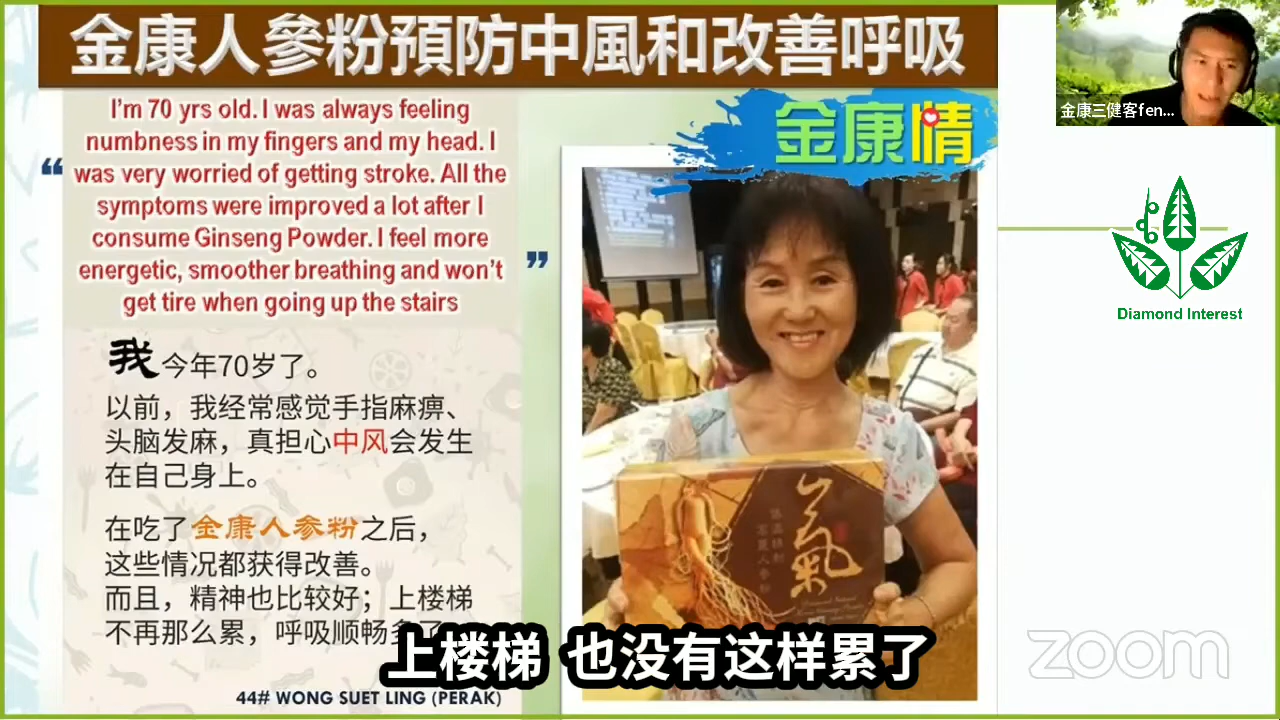 金康人參粉預防中風和改善呼吸
金康三健客fen...
I'm 70 yrs old. I was always feeling
numbness in my fingers and my head. I
was very worried of getting stroke. All the
symptoms were improved a lot after I
consume Ginseng Powder. I feel more
energetic, smoother breathing and won't
get tire when going up the stairs
金康情
Diamond Interest
我今年70岁了。
以前，我经常感觉手指麻痹、
头脑发麻，真担心中风会发生
在自己身上。
在吃了金康人参粉之后，
这些情况都获得改善。
而且，精神也比较好；上楼梯
不再那么累，呼吸顺畅多了
氣
上楼梯 也没有这样累了
zoom
44# WONG SUET LING (PERAK)